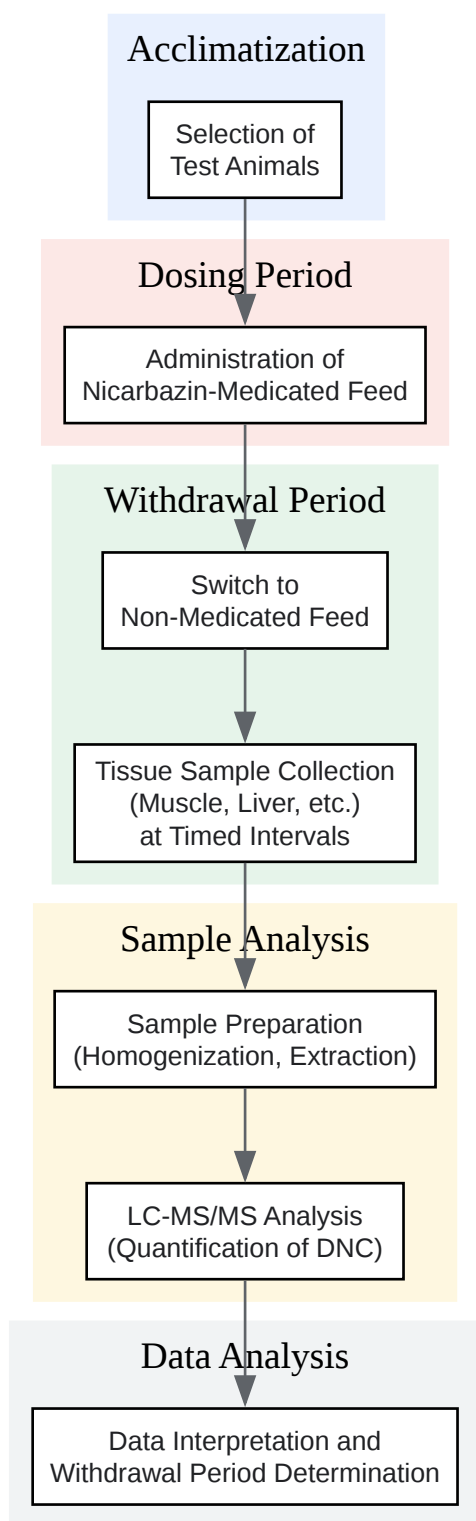 Acclimatization
Selection of
Test Animals
Dosing Period
Administration of
Nicarbazin-Medicated Feed
Withdrawal Period
Switch to
Non-Medicated Feed
Tissue Sample Collection
(Muscle, Liver, etc.)
at Timed Intervals
Sample Analysis
Sample Preparation
(Homogenization, Extraction)
LC-MS/MS Analysis
(Quantification of DNC)
Data Analysis
Data Interpretation and
Withdrawal Period Determination